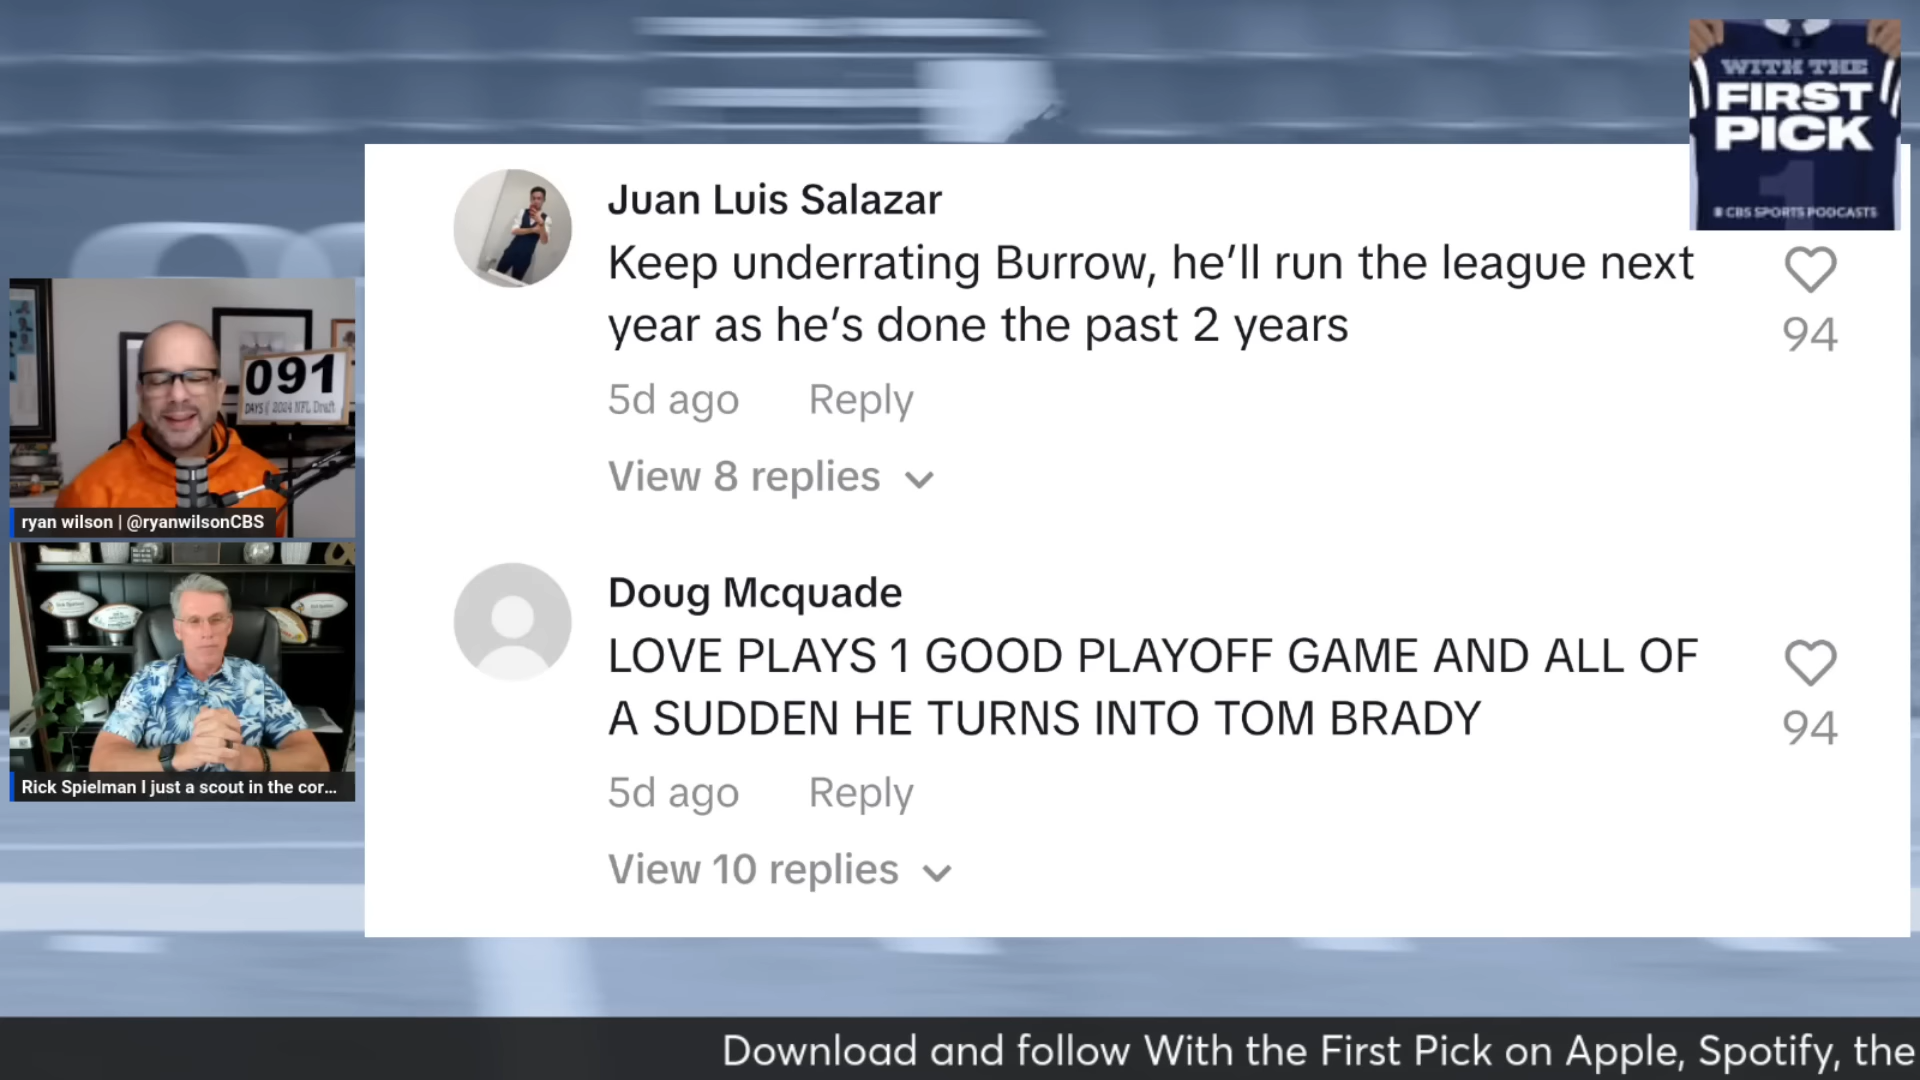 WITH THE
FIRST
PICK
1
CBS SPORTS PODCASTS
Juan Luis Salazar
Keep underrating Burrow, he’ll run the league next
year as he’s done the past 2 years
94
5d ago Reply
View 8 replies
091
DAYS // 2024 NFL Draft
ryan wilson | @ryanwilsonCBS
Doug Mcquade
LOVE PLAYS 1 GOOD PLAYOFF GAME AND ALL OF
A SUDDEN HE TURNS INTO TOM BRADY
94
5d ago Reply
View 10 replies
Rick Spielman I just a scout in the cor...
Download and follow With the First Pick on Apple, Spotify, the